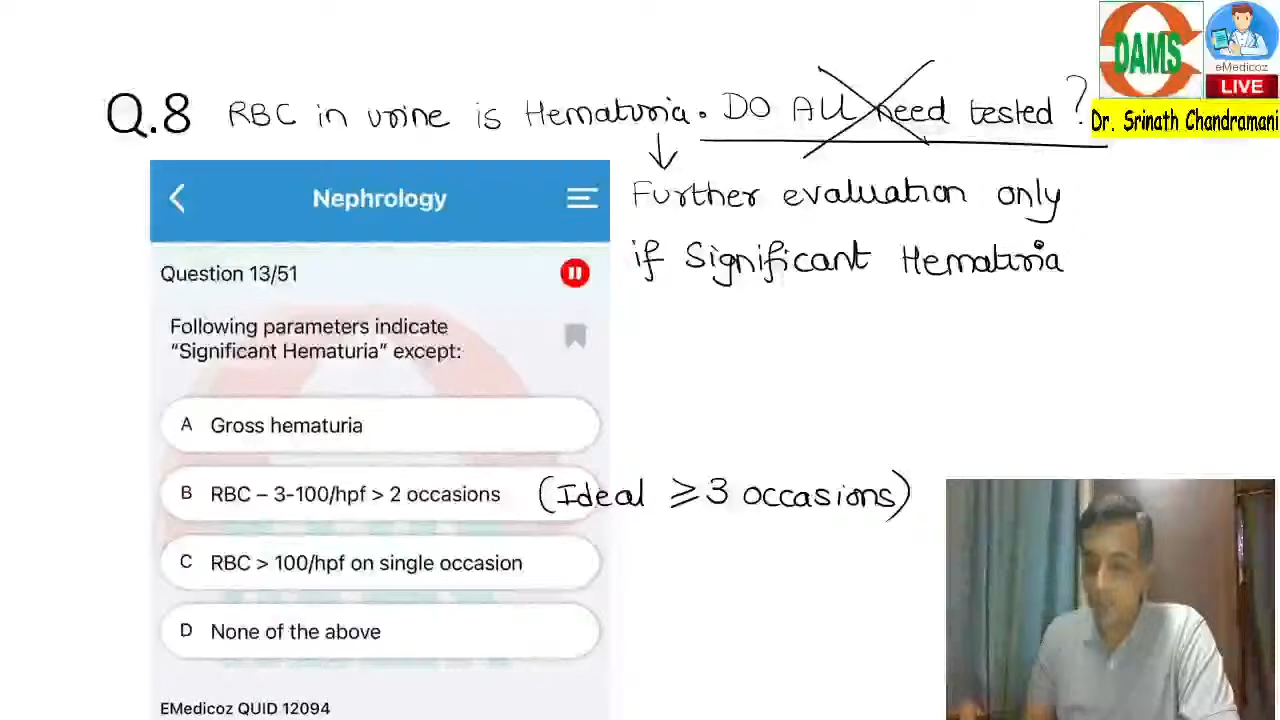 DAMS
eMedicoz
LIVE
Dr. Srinath Chandramani
Q.8 RBC in urine is Hematuria. DO All need tested?
↓
Further evaluation only
if Significant Hematuria
Nephrology
Question 13/51
Following parameters indicate
“Significant Hematuria” except:
A Gross hematuria
B RBC – 3-100/hpf > 2 occasions (Ideal ≥3 occasions)
C RBC > 100/hpf on single occasion
D None of the above
EMedicoz QUID 12094